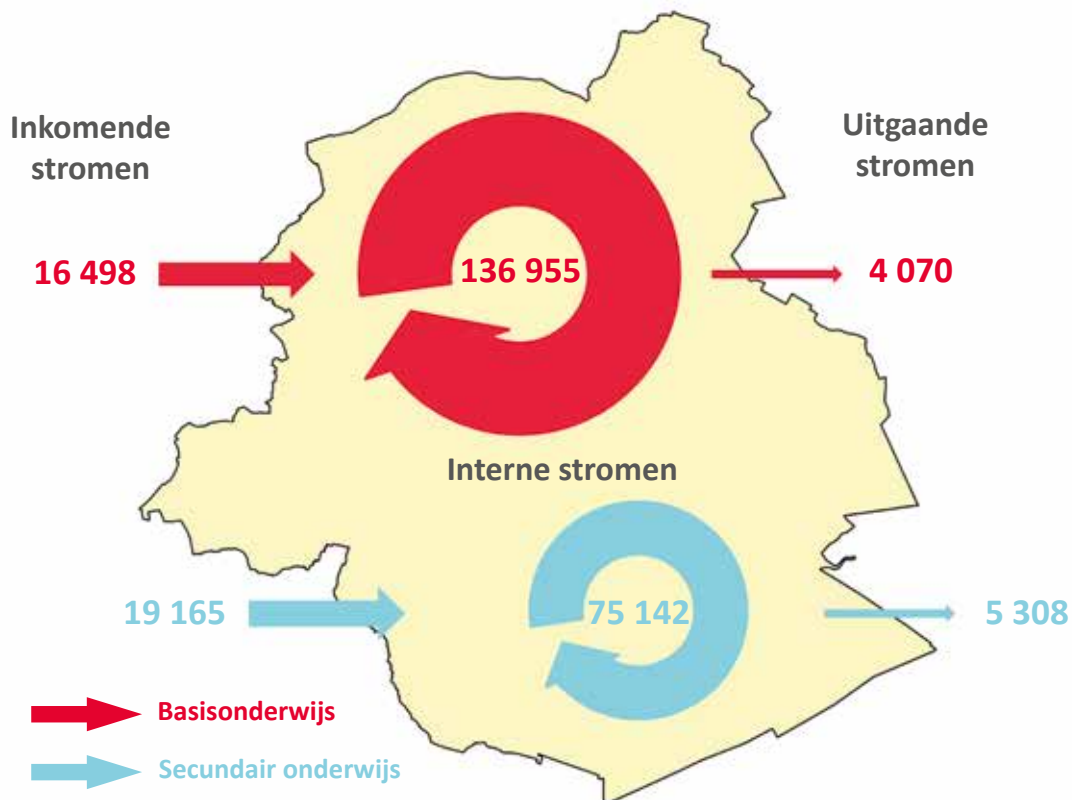 Inkomende
stromen
Uitgaande
stromen
16 498
136 955
4 070
Interne stromen
19 165
75 142
5 308
Basisonderwijs
Secundair onderwijs